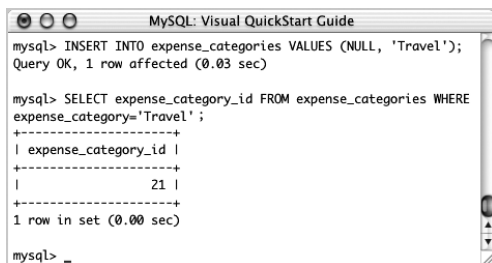 MySQL: Visual QuickStart Guide
mysql> INSERT INTO expense_categories VALUES (NULL, 'Travel');
Query OK, 1 row affected (0.03 sec)
mysql> SELECT expense_category_id FROM expense_categories WHERE
expense_category='Travel';
+---------------------+
| expense_category_id |
+---------------------+
|                  21 |
+---------------------+
1 row in set (0.00 sec)
mysql> _